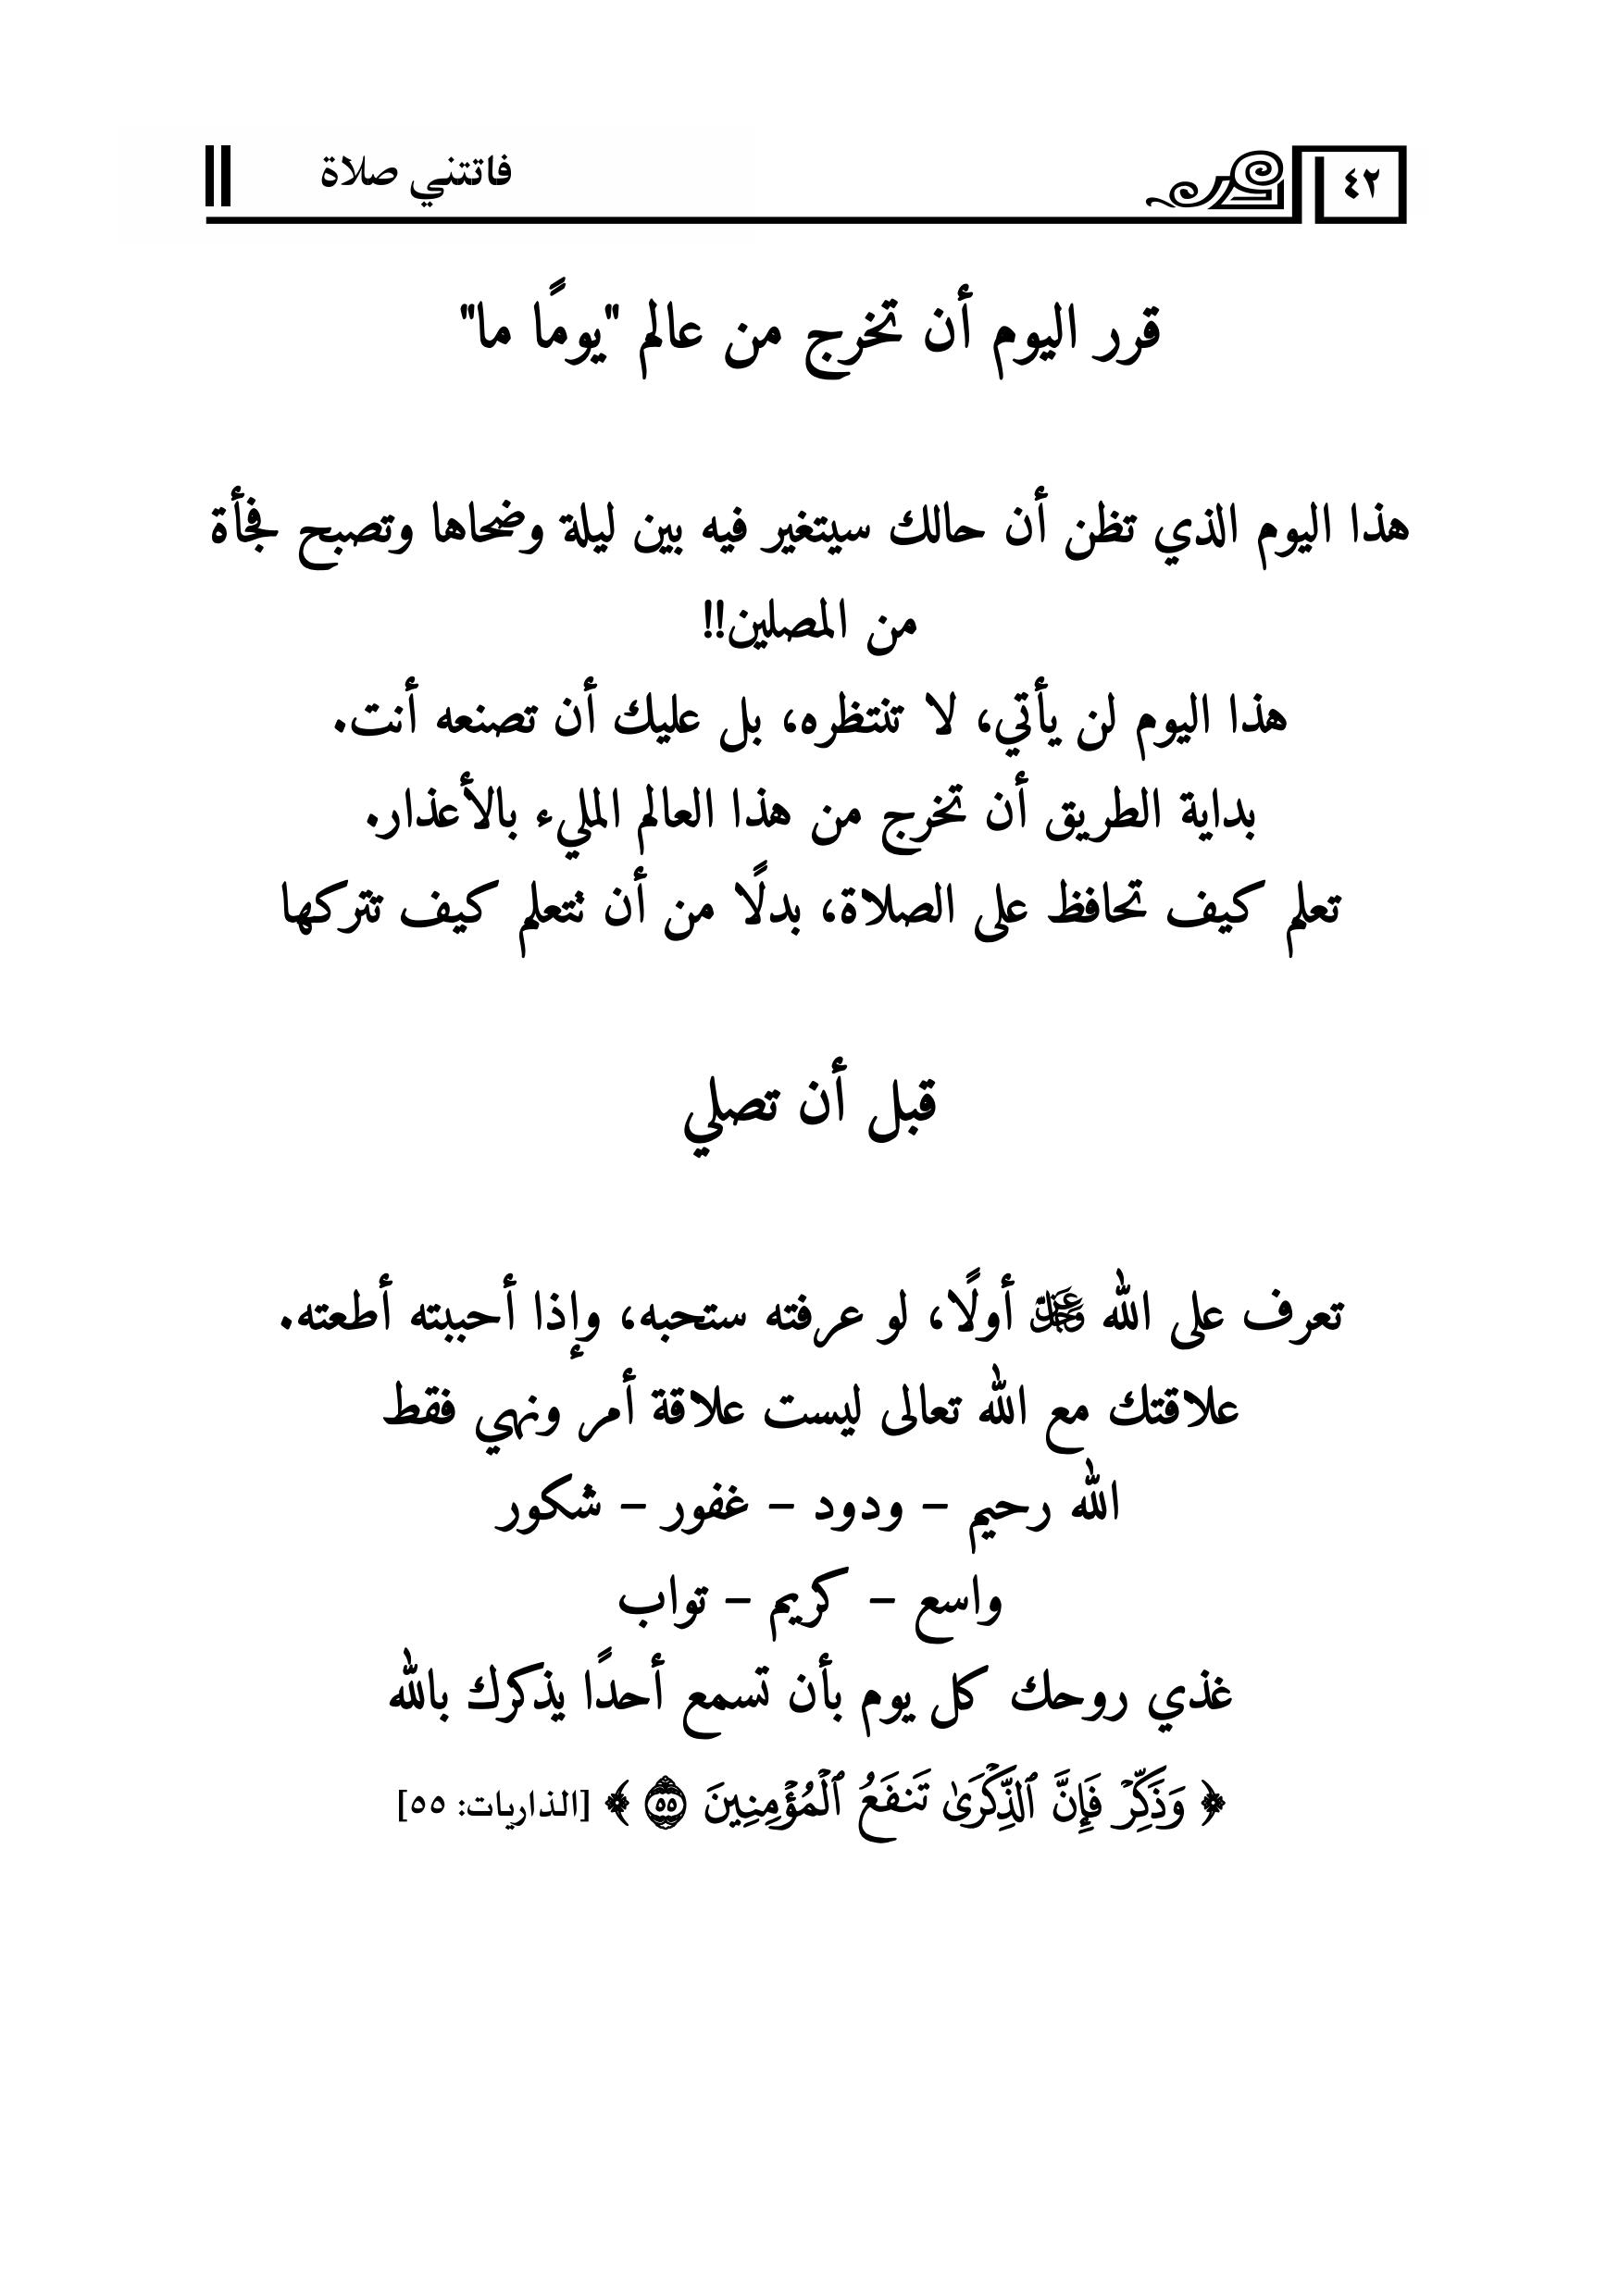 ٤٢
فاتتني صلاة
قرر اليوم أن تخرج من عالم "يومًا ما"
هذا اليوم الذي تظن أن حالك سيتغير فيه بين ليلة وضحاها وتصبح فجأة
من المصلين!!
هذا اليوم لن يأتي، لا تنتظره، بل عليك أن تصنعه أنت.
بداية الطريق أن تخرج من هذا العالم المليء بالأعذار.
تعلم كيف تحافظ على الصلاة، بدلًا من أن تتعلم كيف تتركها
قبل أن تصلي
تعرف على الله عز وجل أولًا، لو عرفته ستحبه، وإذا أحببته أطعته.
علاقتك مع الله تعالى ليست علاقة أمر ونهي فقط
الله رحيم – ودود – غفور – شكور
واسع – كريم – تواب
غذي روحك كل يوم بأن تسمع أحدًا يذكرك بالله
﴿ وَذَكِّرۡ فَإِنَّ ٱلذِّكۡرَىٰ تَنفَعُ ٱلۡمُؤۡمِنِينَ ٥٥ ﴾ [الذاريات: ٥٥]